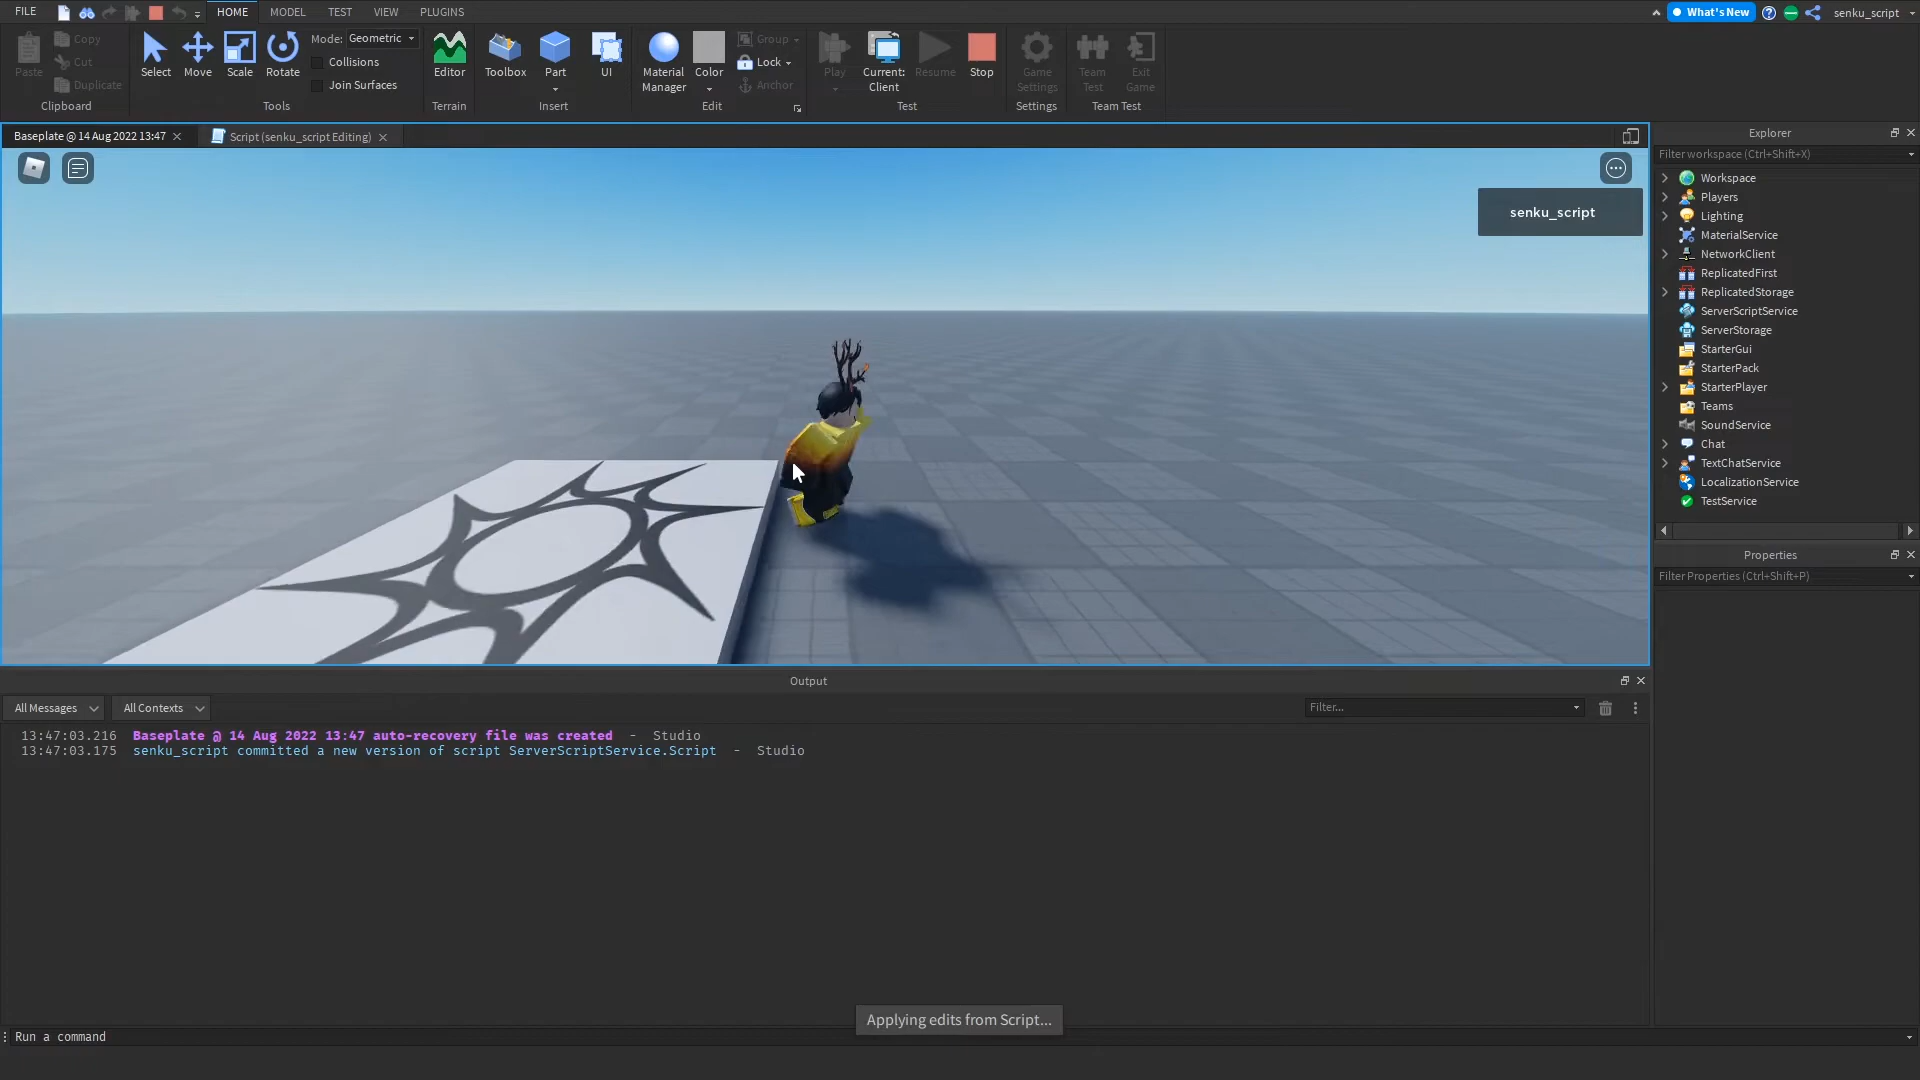 FILE
HOME
MODEL
TEST
VIEW
PLUGINS
What's New
senku_script
Paste
Copy
Cut
Duplicate
Clipboard
Select
Move
Scale
Rotate
Mode: Geometric
Collisions
Join Surfaces
Tools
Editor
Terrain
Toolbox
Part
UI
Insert
Material
Manager
Color
Group
Lock
Anchor
Edit
Play
Current:
Client
Resume
Stop
Test
Game
Settings
Settings
Team
Test
Exit
Game
Team Test
Baseplate @ 14 Aug 2022 13:47
Script (senku_script Editing)
senku_script
Explorer
Filter workspace (Ctrl+Shift+X)
Workspace
Players
Lighting
MaterialService
NetworkClient
ReplicatedFirst
ReplicatedStorage
ServerScriptService
ServerStorage
StarterGui
StarterPack
StarterPlayer
Teams
SoundService
Chat
TextChatService
LocalizationService
TestService
Properties
Filter Properties (Ctrl+Shift+P)
Output
All Messages
All Contexts
Filter...
13:47:03.216 Baseplate @ 14 Aug 2022 13:47 auto-recovery file was created - Studio
13:47:03.175 senku_script committed a new version of script ServerScriptService.Script - Studio
Applying edits from Script...
Run a command